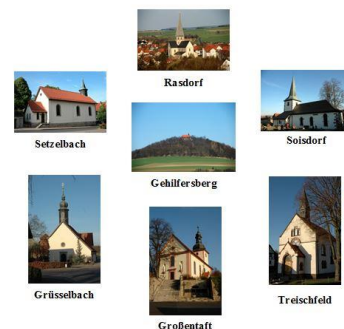 Rasdorf
Setzelbach
Soisdorf
Gehilfersberg
Grüsselbach
Treischfeld
Großentaft